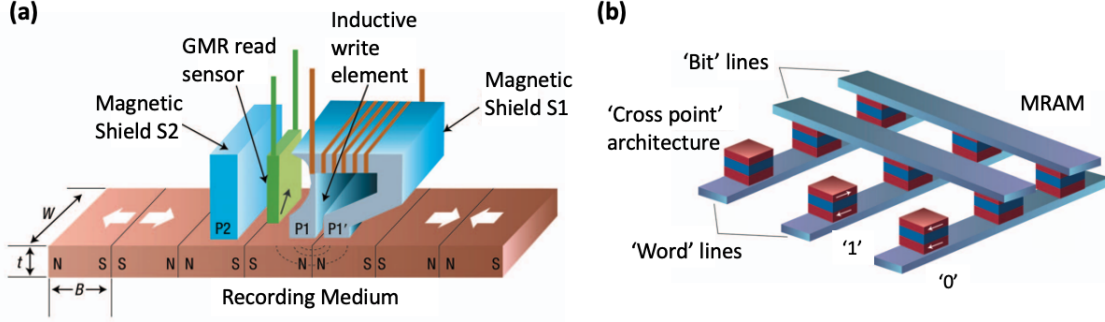 (a)
GMR read
sensor
Inductive
write
element
Magnetic
Shield S2
Magnetic
Shield S1
W
P2
P1
P1'
t
N S S N N S S N N S S N N S
B
Recording Medium
(b)
'Bit' lines
MRAM
'Cross point'
architecture
'Word' lines
'1'
'0'